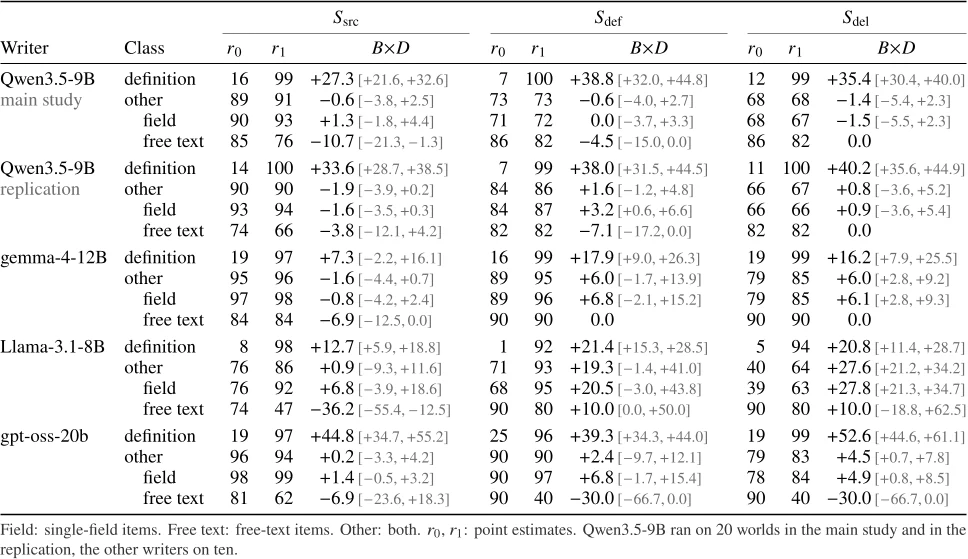 S_src S_def S_del
Writer Class r_0 r_1 B×D r_0 r_1 B×D r_0 r_1 B×D
Qwen3.5-9B definition 16 99 +27.3 [+21.6, +32.6] 7 100 +38.8 [+32.0, +44.8] 12 99 +35.4 [+30.4, +40.0]
main study other 89 91 −0.6 [−3.8, +2.5] 73 73 −0.6 [−4.0, +2.7] 68 68 −1.4 [−5.4, +2.3]
field 90 93 +1.3 [−1.8, +4.4] 71 72 0.0 [−3.7, +3.3] 68 67 −1.5 [−5.5, +2.3]
free text 85 76 −10.7 [−21.3, −1.3] 86 82 −4.5 [−15.0, 0.0] 86 82 0.0
Qwen3.5-9B definition 14 100 +33.6 [+28.7, +38.5] 7 99 +38.0 [+31.5, +44.5] 11 100 +40.2 [+35.6, +44.9]
replication other 90 90 −1.9 [−3.9, +0.2] 84 86 +1.6 [−1.2, +4.8] 66 67 +0.8 [−3.6, +5.2]
field 93 94 −1.6 [−3.5, +0.3] 84 87 +3.2 [+0.6, +6.6] 66 66 +0.9 [−3.6, +5.4]
free text 74 66 −3.8 [−12.1, +4.2] 82 82 −7.1 [−17.2, 0.0] 82 82 0.0
gemma-4-12B definition 19 97 +7.3 [−2.2, +16.1] 16 99 +17.9 [+9.0, +26.3] 19 99 +16.2 [+7.9, +25.5]
other 95 96 −1.6 [−4.4, +0.7] 89 95 +6.0 [−1.7, +13.9] 79 85 +6.0 [+2.8, +9.2]
field 97 98 −0.8 [−4.2, +2.4] 89 96 +6.8 [−2.1, +15.2] 79 85 +6.1 [+2.8, +9.3]
free text 84 84 −6.9 [−12.5, 0.0] 90 90 0.0 90 90 0.0
Llama-3.1-8B definition 8 98 +12.7 [+5.9, +18.8] 1 92 +21.4 [+15.3, +28.5] 5 94 +20.8 [+11.4, +28.7]
other 76 86 +0.9 [−9.3, +11.6] 71 93 +19.3 [−1.4, +41.0] 40 64 +27.6 [+21.2, +34.2]
field 76 92 +6.8 [−3.9, +18.6] 68 95 +20.5 [−3.0, +43.8] 39 63 +27.8 [+21.3, +34.7]
free text 74 47 −36.2 [−55.4, −12.5] 90 80 +10.0 [0.0, +50.0] 90 80 +10.0 [−18.8, +62.5]
gpt-oss-20b definition 19 97 +44.8 [+34.7, +55.2] 25 96 +39.3 [+34.3, +44.0] 19 99 +52.6 [+44.6, +61.1]
other 96 94 +0.2 [−3.3, +4.2] 90 90 +2.4 [−9.7, +12.1] 79 83 +4.5 [+0.7, +7.8]
field 98 99 +1.4 [−0.5, +3.2] 90 97 +6.8 [−1.7, +15.4] 78 84 +4.9 [+0.8, +8.5]
free text 81 62 −6.9 [−23.6, +18.3] 90 40 −30.0 [−66.7, 0.0] 90 40 −30.0 [−66.7, 0.0]
Field: single-field items. Free text: free-text items. Other: both. r_0, r_1: point estimates. Qwen3.5-9B ran on 20 worlds in the main study and in the
replication, the other writers on ten.